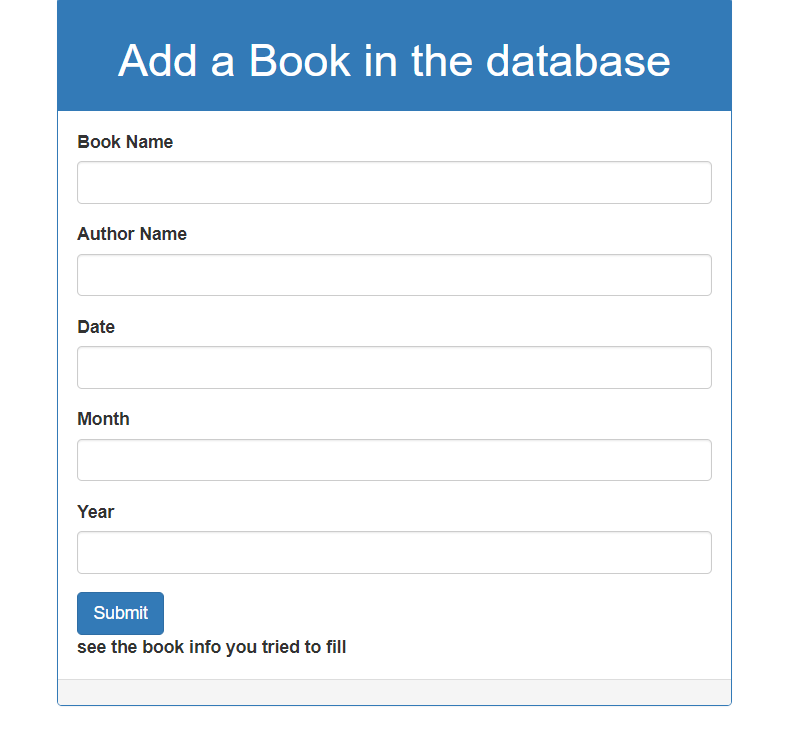 Add a Book in the database
Book Name
Author Name
Date
Month
Year
Submit
see the book info you tried to fill